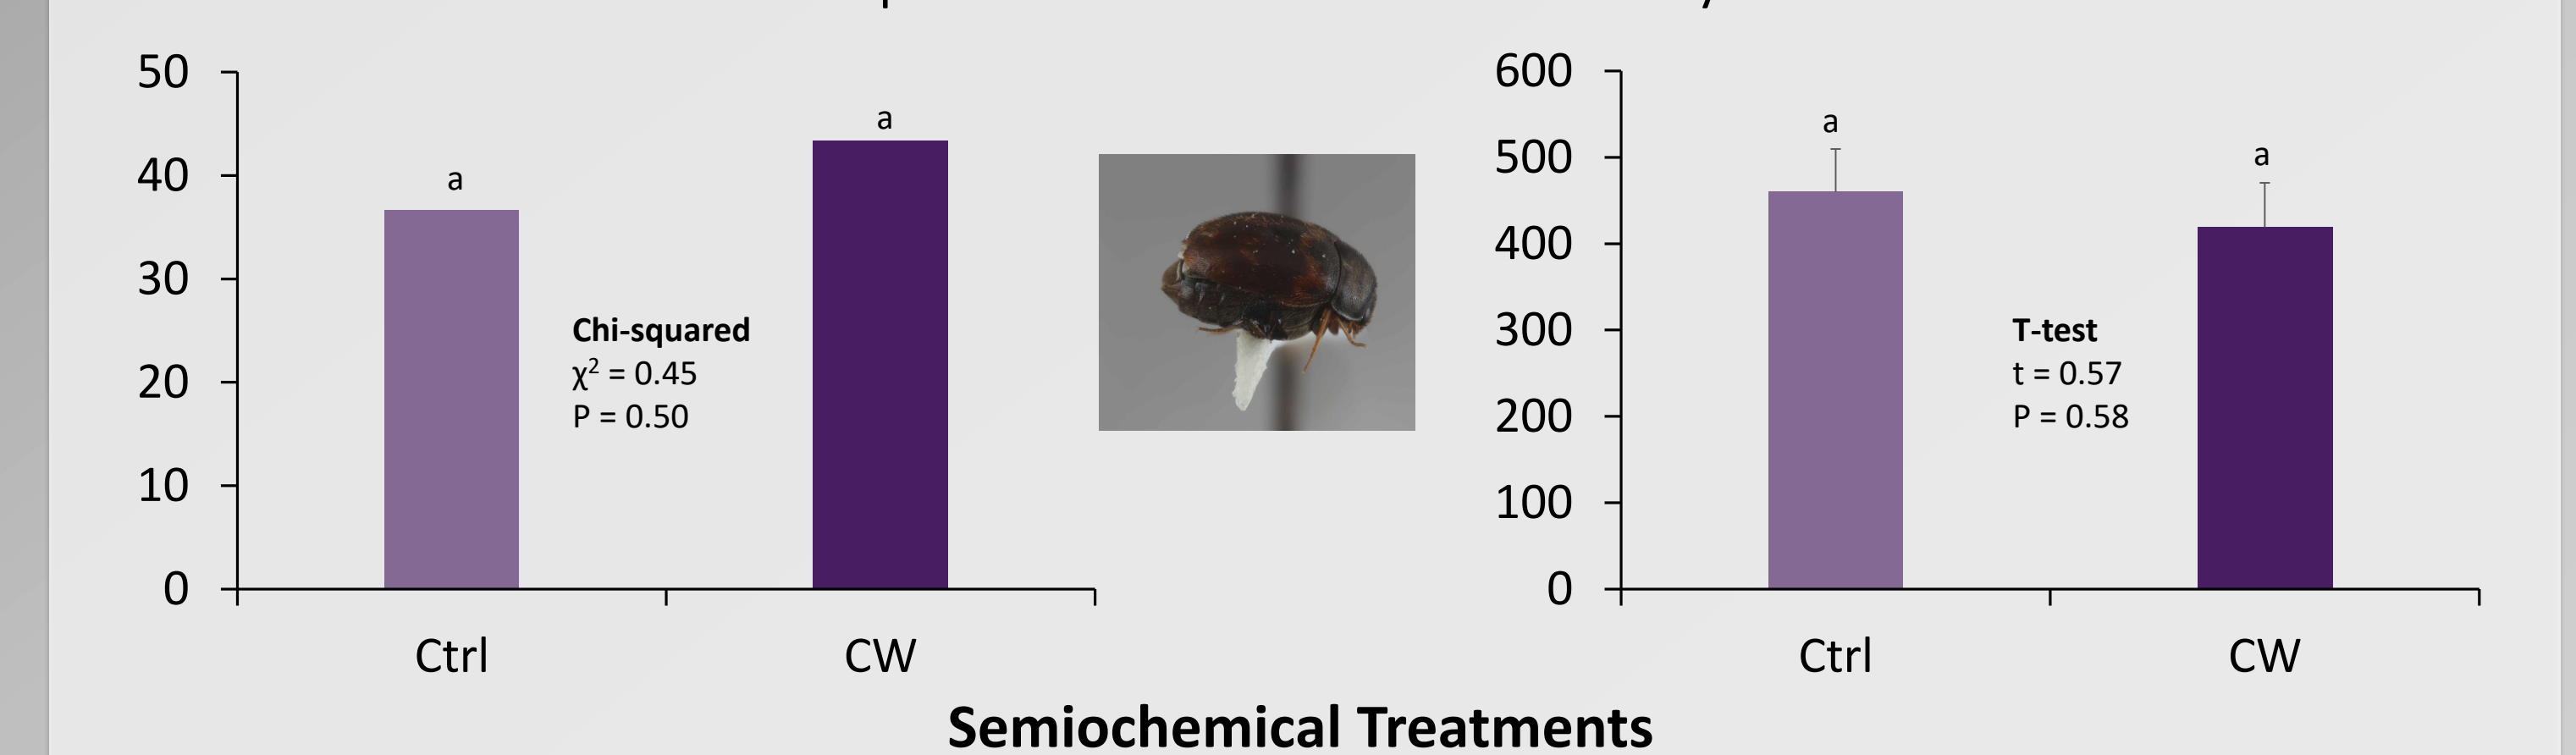 50
40
30
20
10
0
a
a
Chi-squared
χ² = 0.45
P = 0.50
Ctrl
CW
600
500
400
300
200
100
0
a
a
T-test
t = 0.57
P = 0.58
Ctrl
CW
Semiochemical Treatments